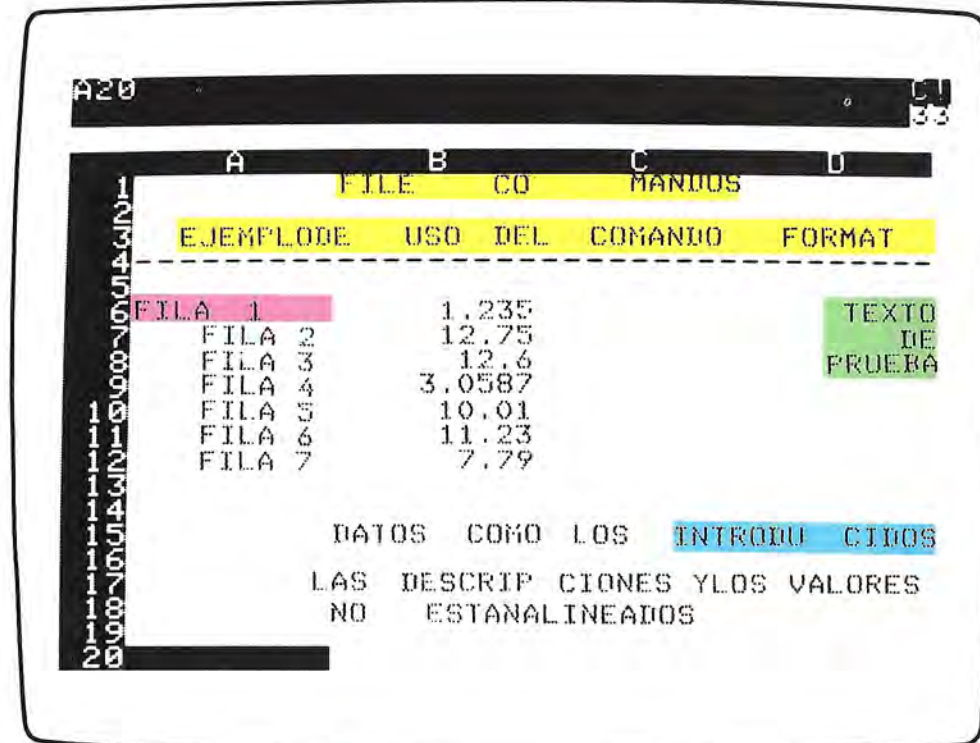 A20 C!
33
A B C D
1 FILE CO MANDOS
2
3 EJEMPLODE USO DEL COMANDO FORMAT
4 --------------------------------
5
6 FILA 1 1.235 TEXTO
7 FILA 2 12.75 DE
8 FILA 3 12.6 PRUEBA
9 FILA 4 3.0587
10 FILA 5 10.01
11 FILA 6 11.23
12 FILA 7 7.79
13
14
15 DATOS COMO LOS INTRODU CIDOS
16
17 LAS DESCRIP CIONES YLOS VALORES
18 NO ESTANALINEADOS
19
20